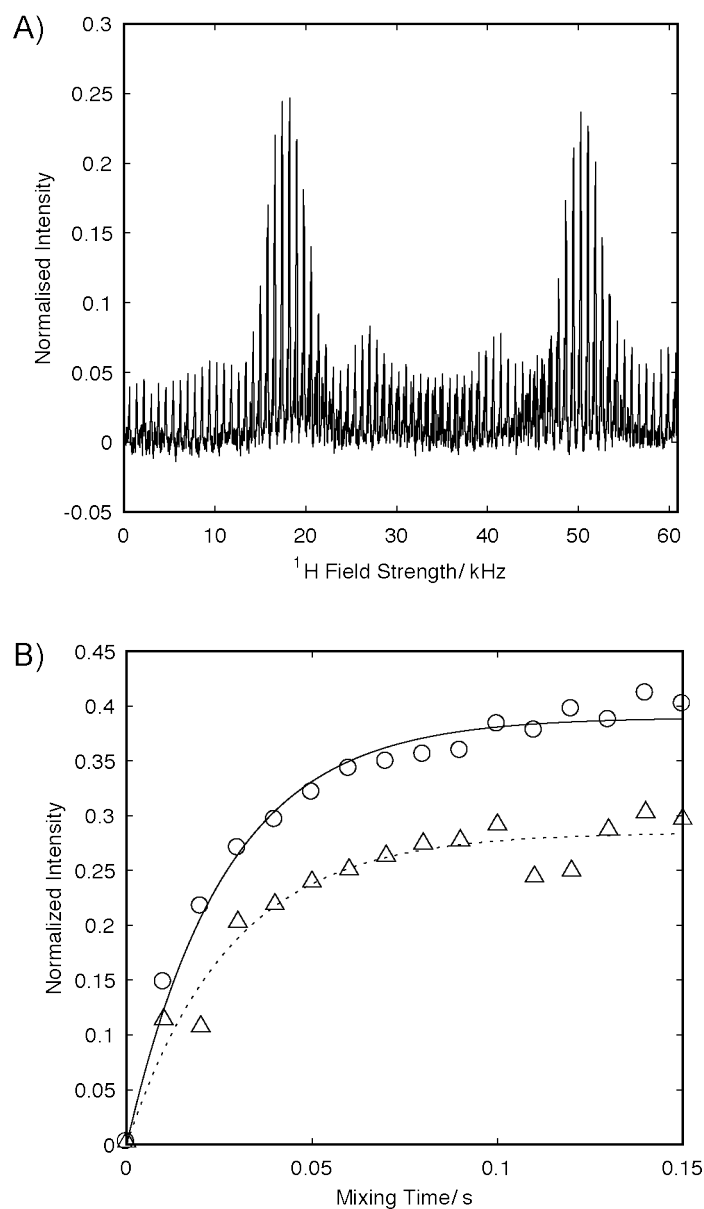 A)
0.3
0.25
0.2
0.15
0.1
0.05
0
-0.05
Normalised Intensity
0 10 20 30 40 50 60
1H Field Strength/ kHz
B)
0.45
0.4
0.35
0.3
0.25
0.2
0.15
0.1
0.05
0
Normalized Intensity
0 0.05 0.1 0.15
Mixing Time/ s